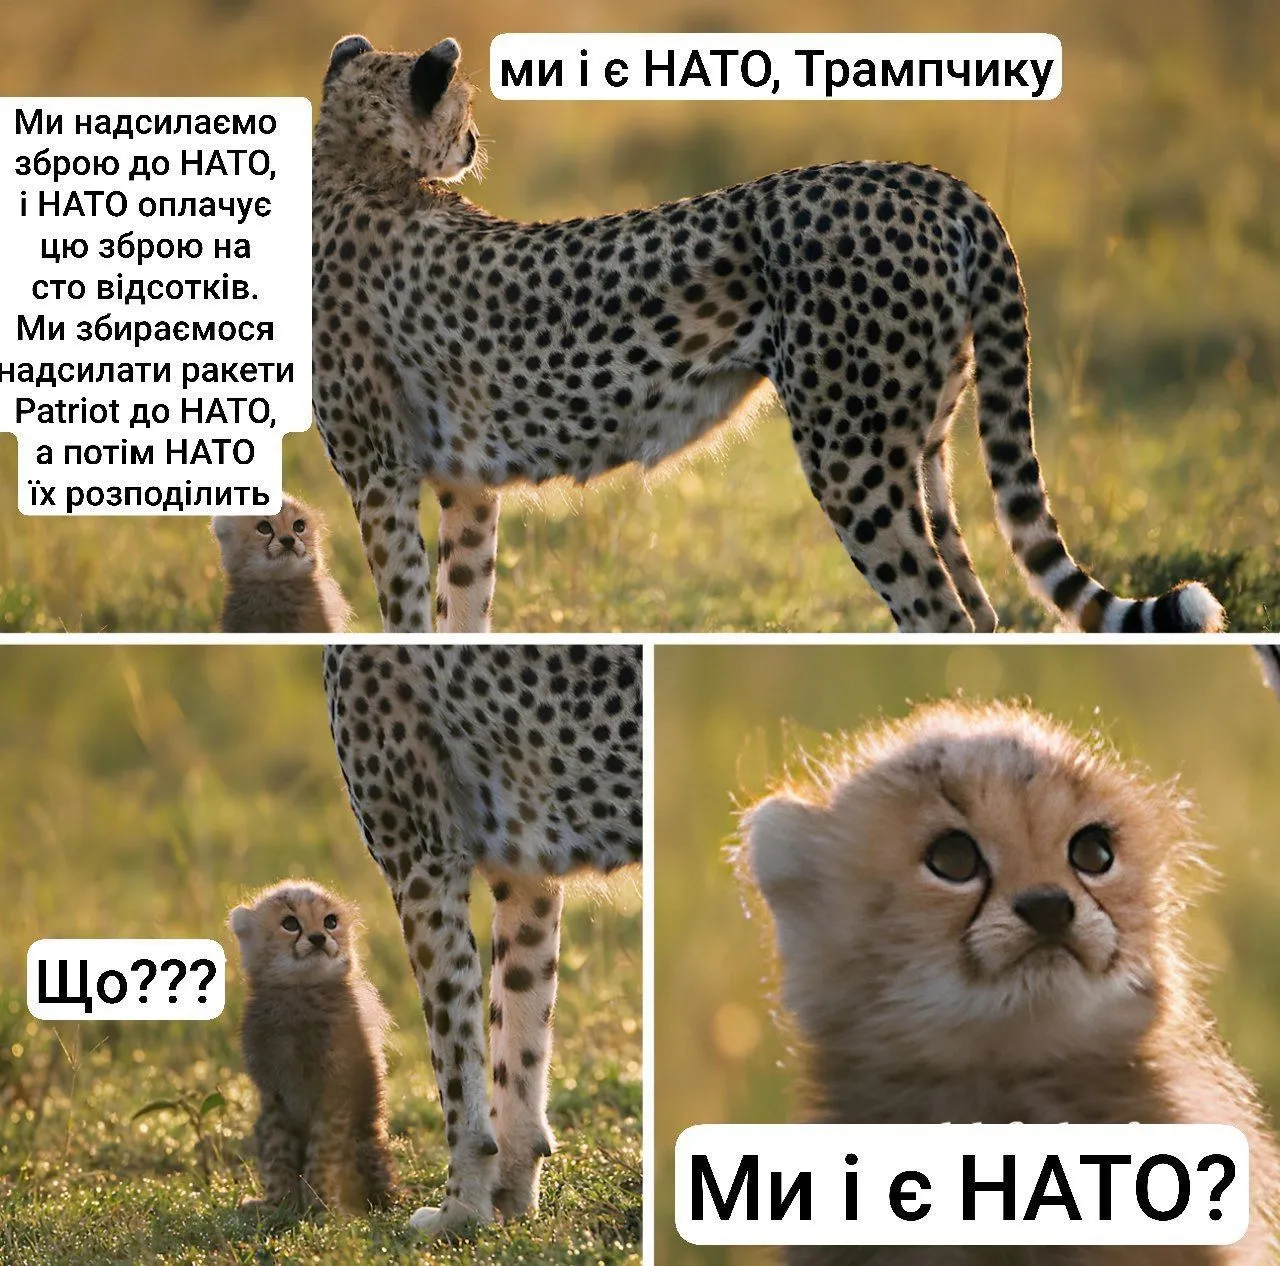 Ми надсилаємо
зброю до НАТО,
і НАТО оплачує
цю зброю на
сто відсотків.
Ми збираємося
надсилати ракети
Patriot до НАТО,
а потім НАТО
їх розподілить
ми і є НАТО, Трампчику
Що???
Ми і є НАТО?